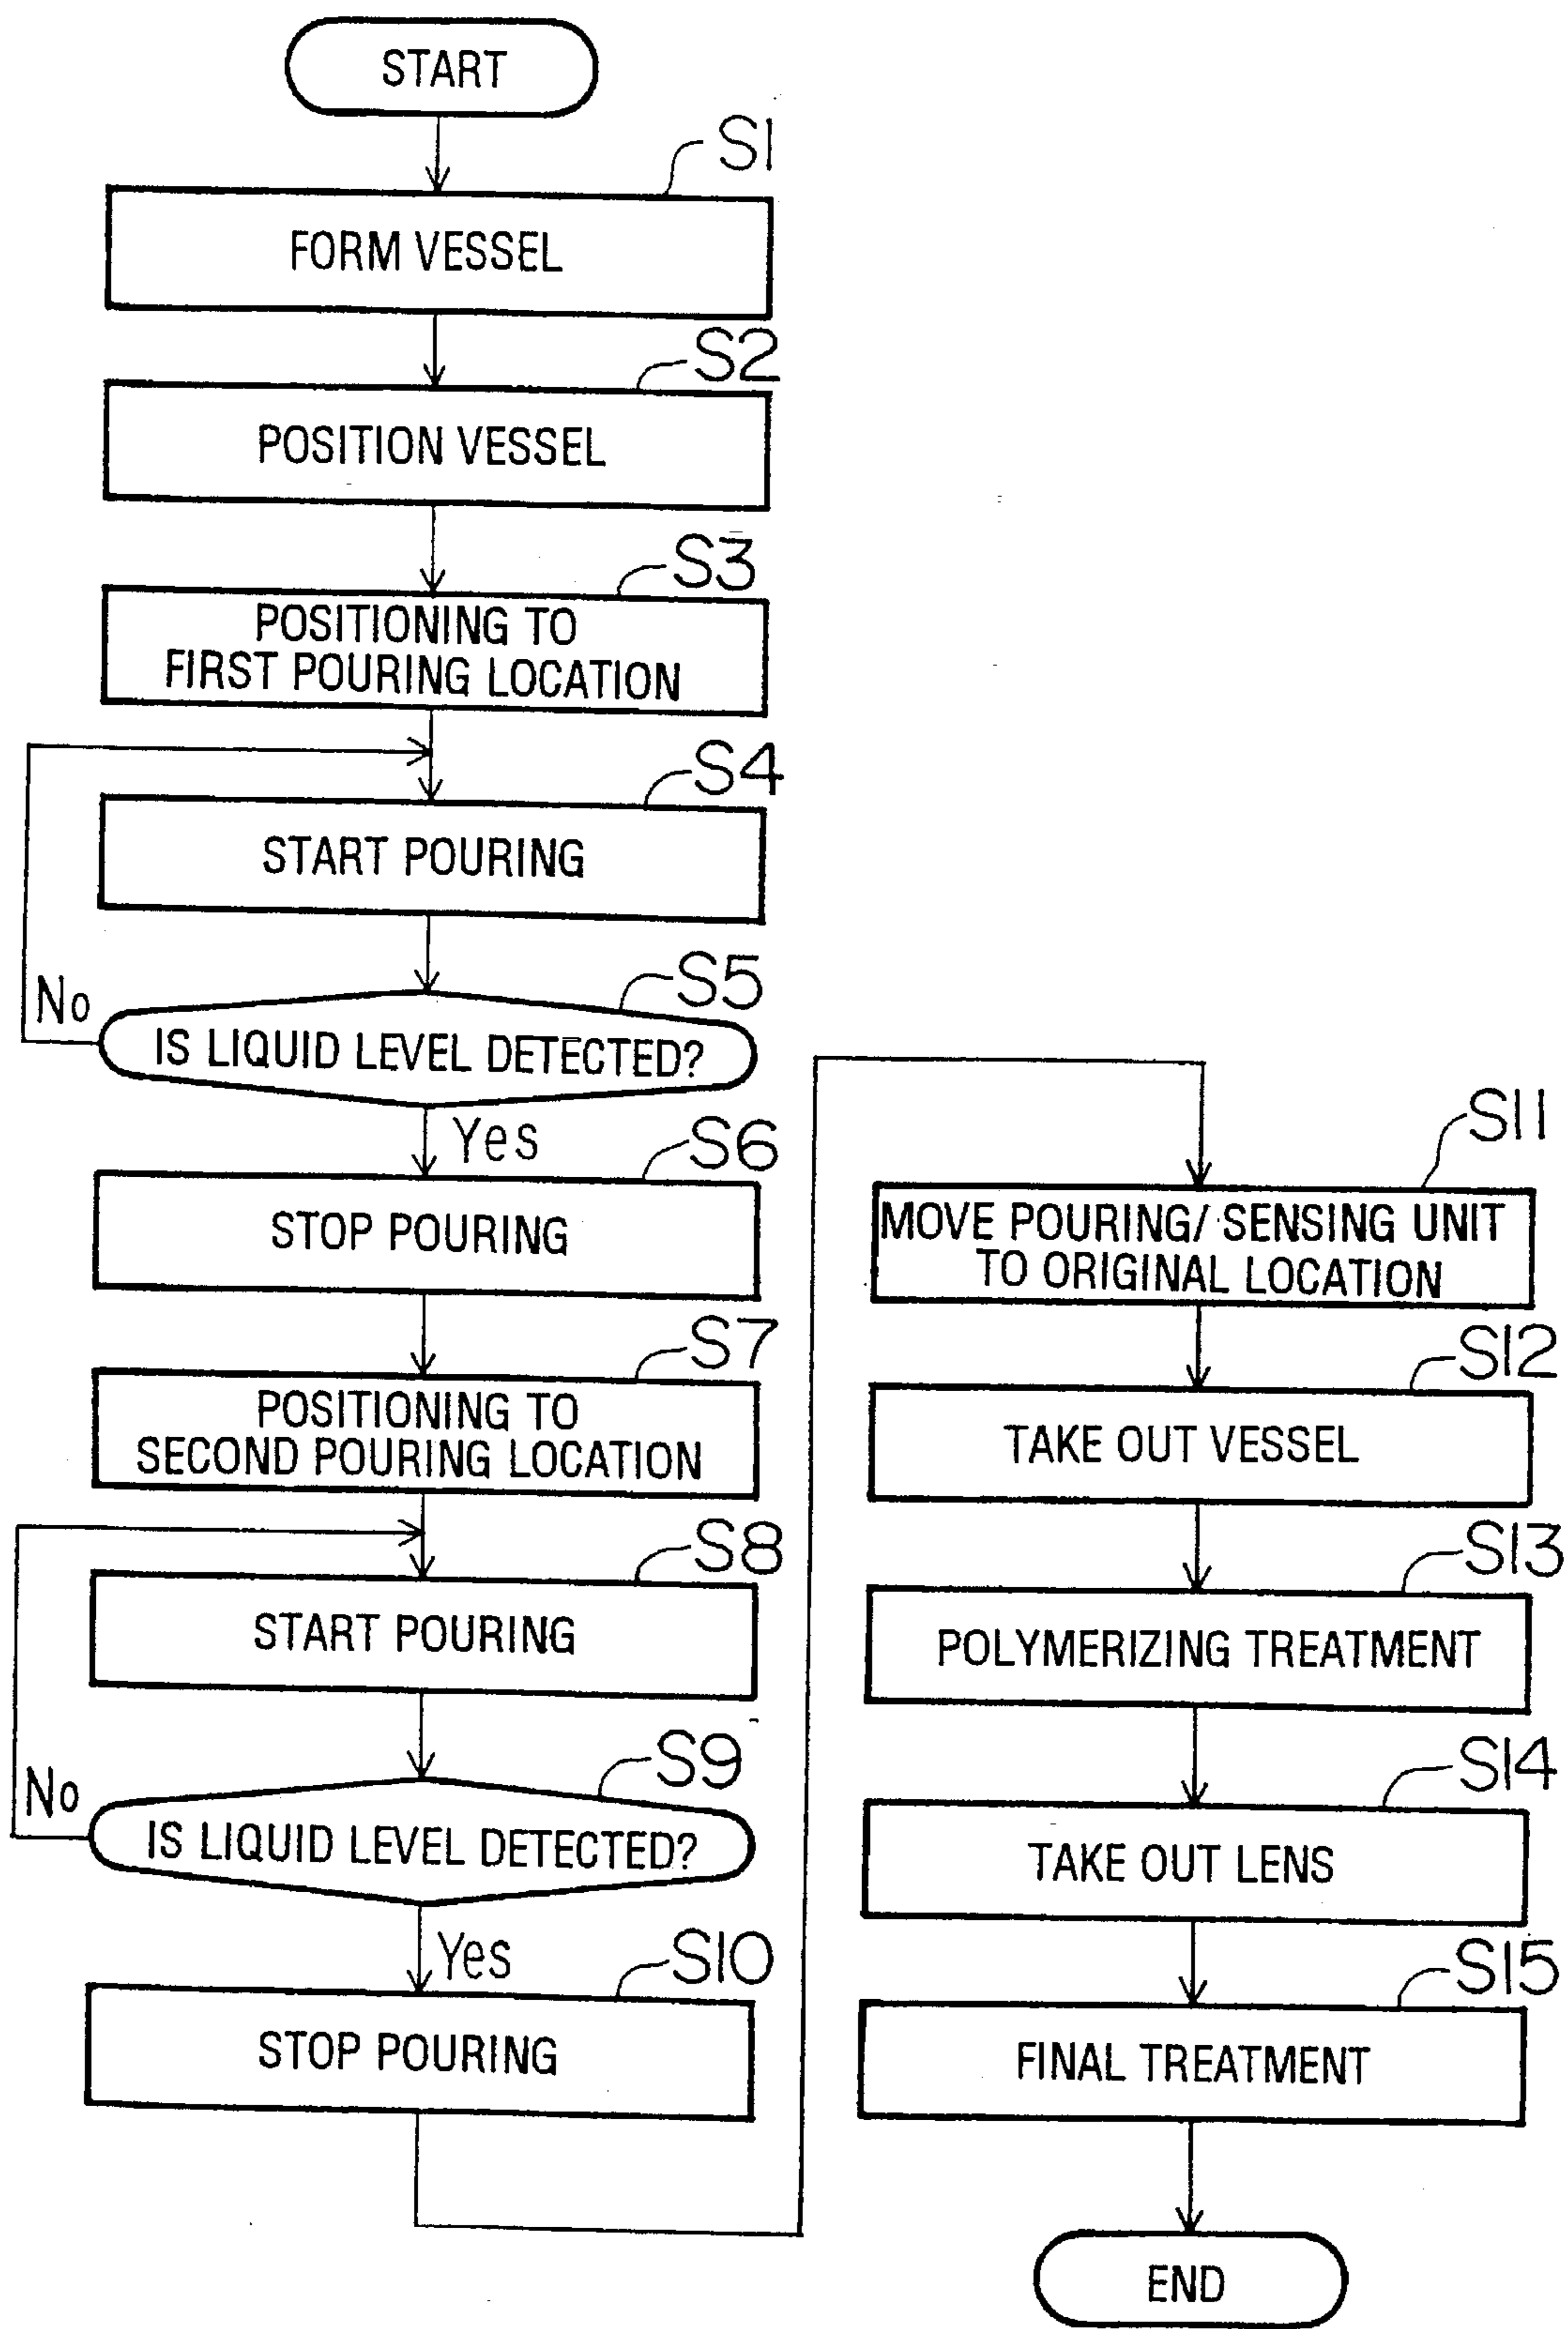 START
S1
FORM VESSEL
S2
POSITION VESSEL
S3
POSITIONING TO
FIRST POURING LOCATION
S4
START POURING
S5
IS LIQUID LEVEL DETECTED?
No
Yes
S6
STOP POURING
S7
POSITIONING TO
SECOND POURING LOCATION
S8
START POURING
S9
IS LIQUID LEVEL DETECTED?
No
Yes
S10
STOP POURING
S11
MOVE POURING/ SENSING UNIT
TO ORIGINAL LOCATION
S12
TAKE OUT VESSEL
S13
POLYMERIZING TREATMENT
S14
TAKE OUT LENS
S15
FINAL TREATMENT
END